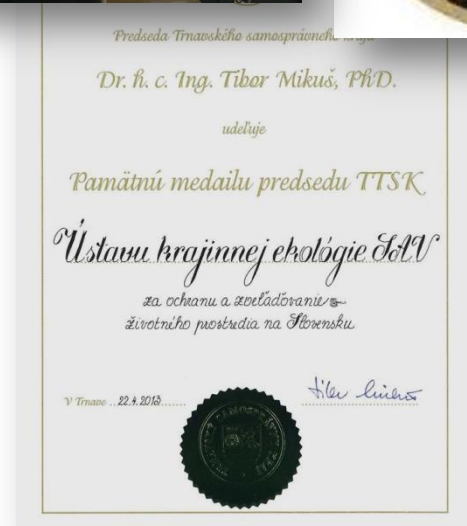 Predseda Trnavského samosprávneho kraja
Dr. h. c. Ing. Tibor Mikuš, PhD.
udeľuje
Pamätnú medailu predsedu TTSK
Ústavu krajinnej ekológie SAV
za ochranu a zveľaďovanie
životného prostredia na Slovensku
V Trnave 22.4.2013